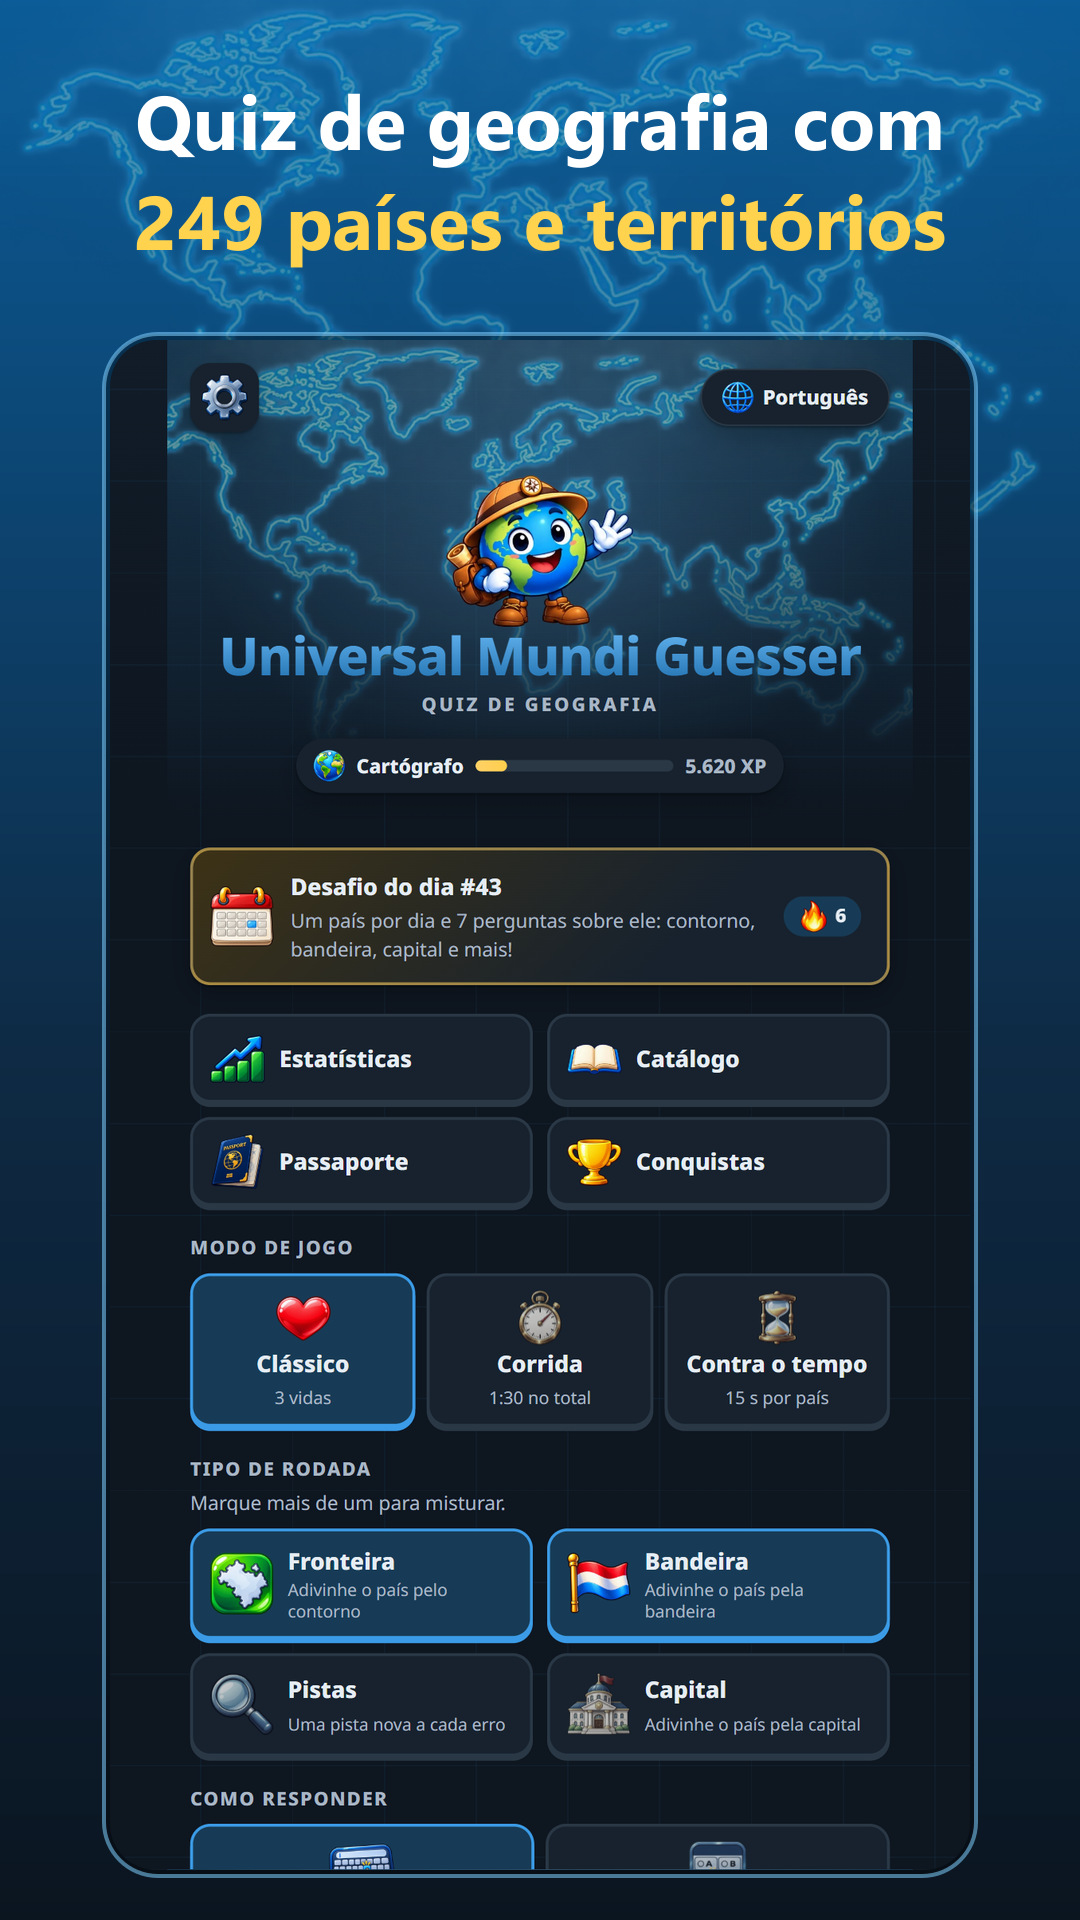 Quiz de geografia com
249 países e territórios
Português
Universal Mundi Guesser
QUIZ DE GEOGRAFIA
Cartógrafo 5.620 XP
Desafio do dia #43
Um país por dia e 7 perguntas sobre ele: contorno,
bandeira, capital e mais!
6
Estatísticas
Catálogo
PASSPORT
Passaporte
Conquistas
MODO DE JOGO
Clássico
3 vidas
Corrida
1:30 no total
Contra o tempo
15 s por país
TIPO DE RODADA
Marque mais de um para misturar.
Fronteira
Adivinhe o país pelo
contorno
Bandeira
Adivinhe o país pela
bandeira
Pistas
Uma pista nova a cada erro
Capital
Adivinhe o país pela capital
COMO RESPONDER
A B